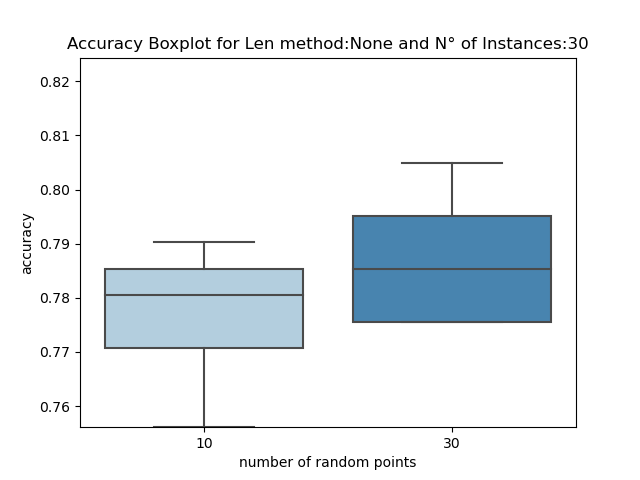 Accuracy Boxplot for Len method:None and N° of Instances:30
0.82
0.81
0.80
0.79
0.78
0.77
0.76
accuracy
10 30
number of random points